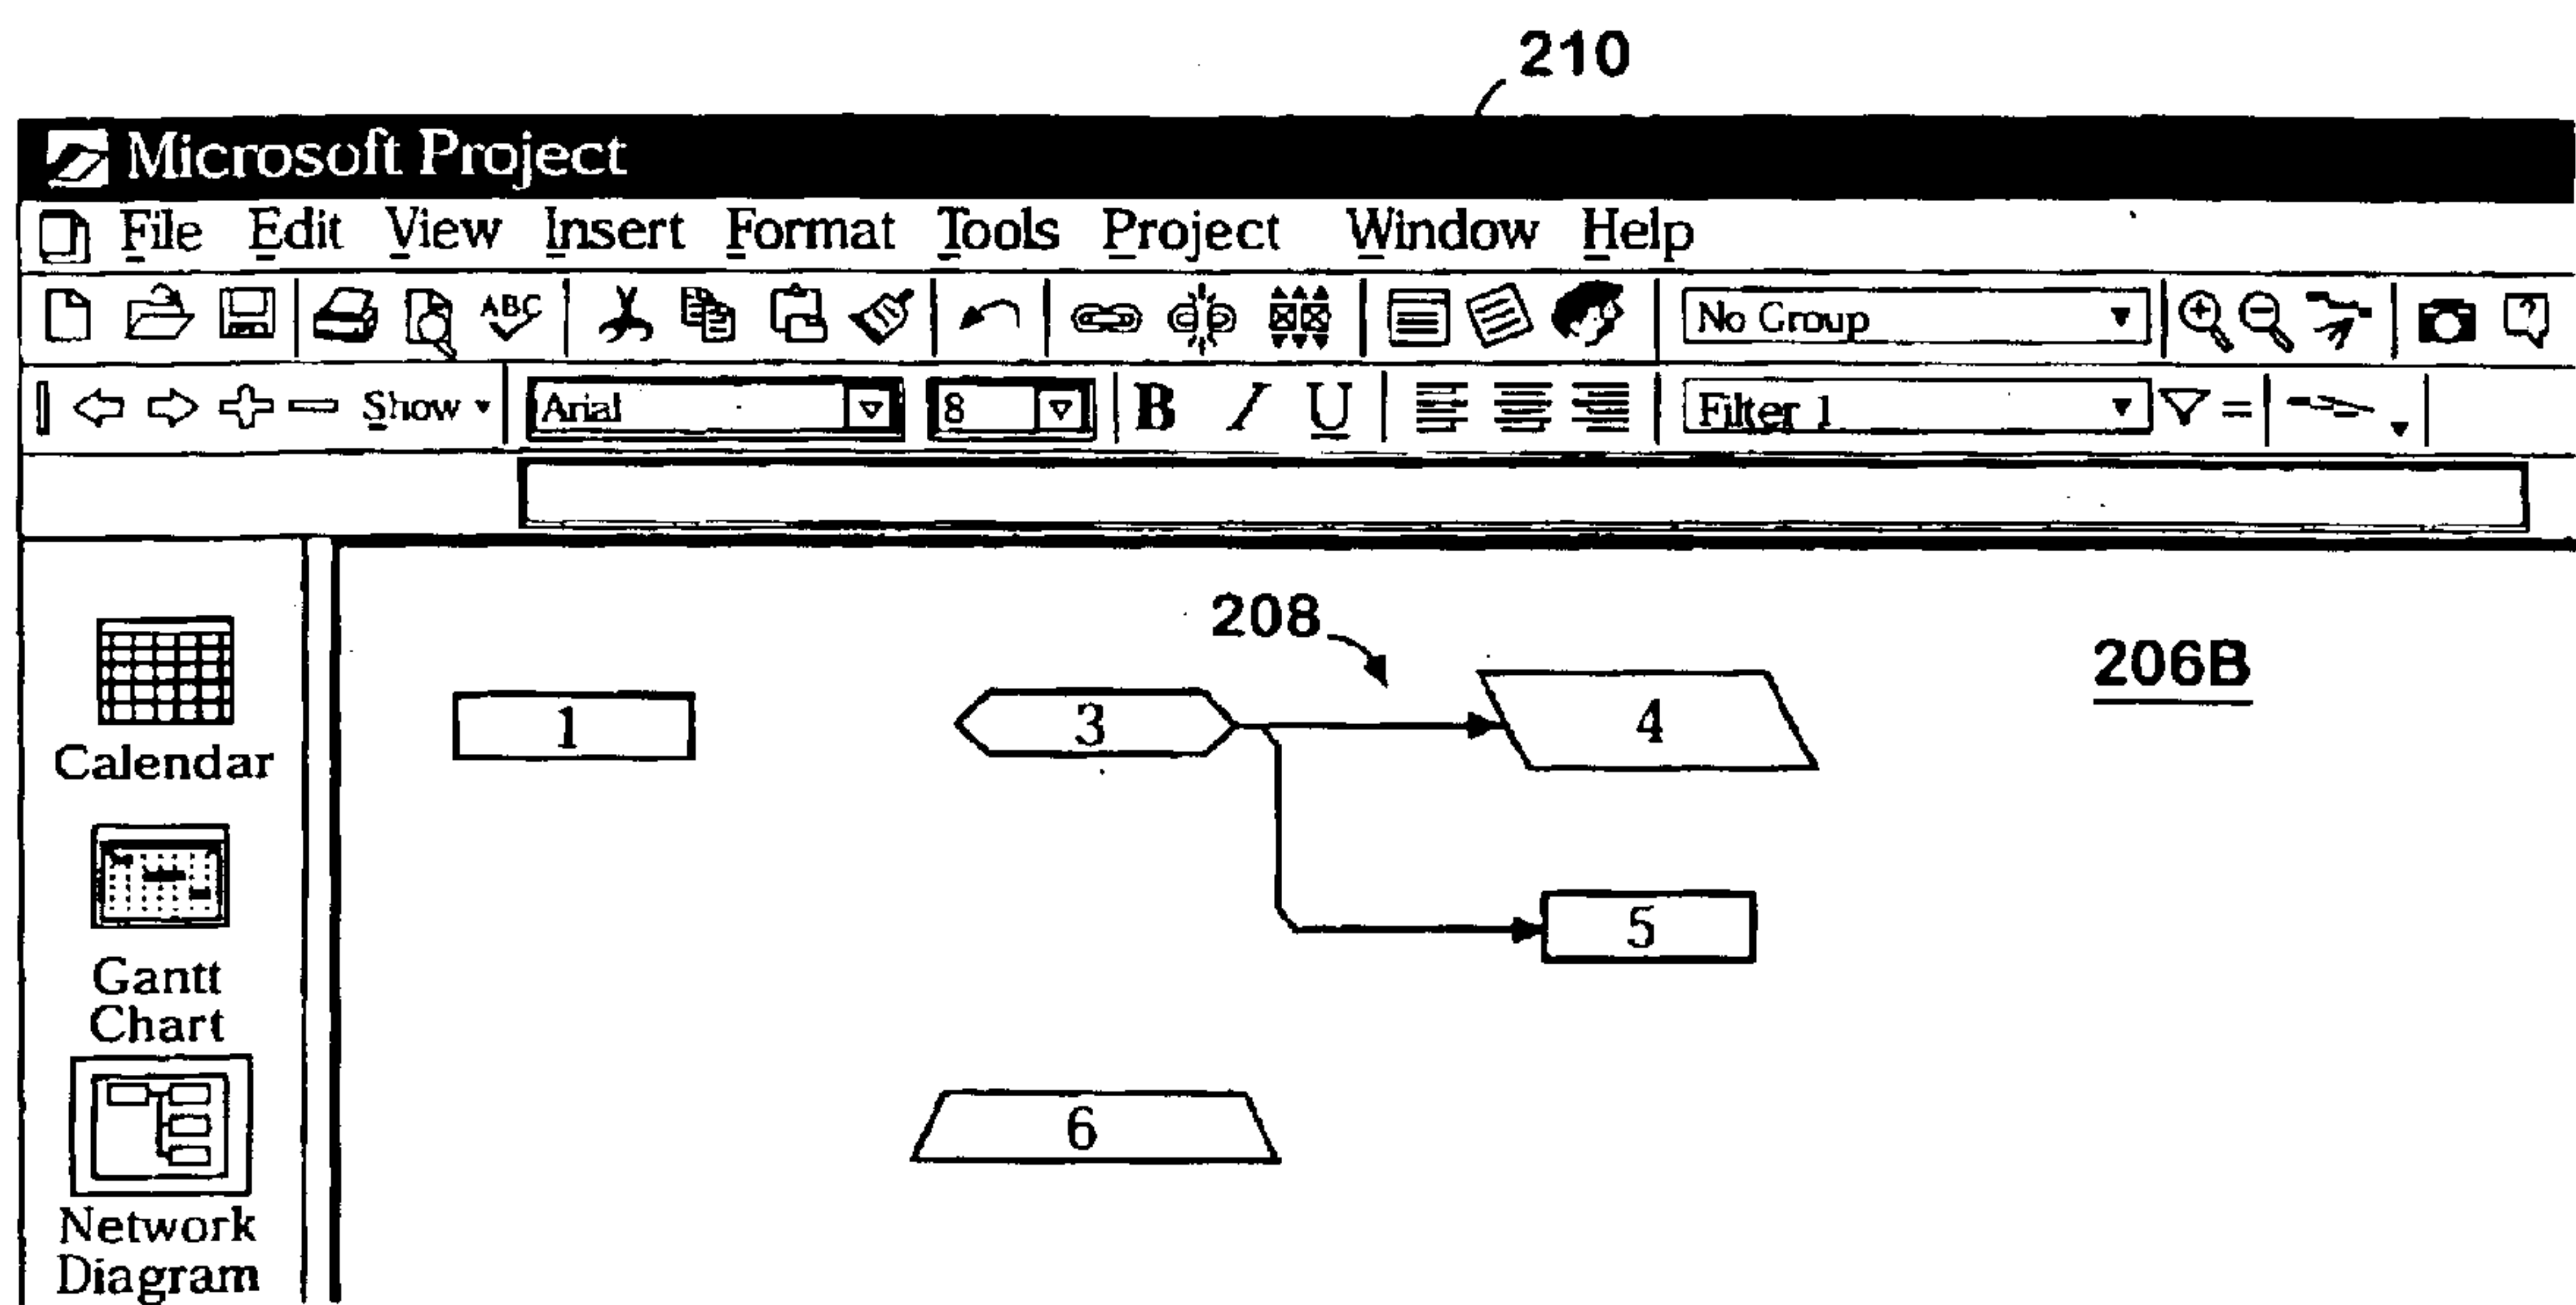 210
Microsoft Project
File Edit View Insert Format Tools Project Window Help
ABC No Group ?
Show Arial 8 B I U Filter 1 =
208
206B
1 3 4
Calendar
5
Gantt
Chart
6
Network
Diagram